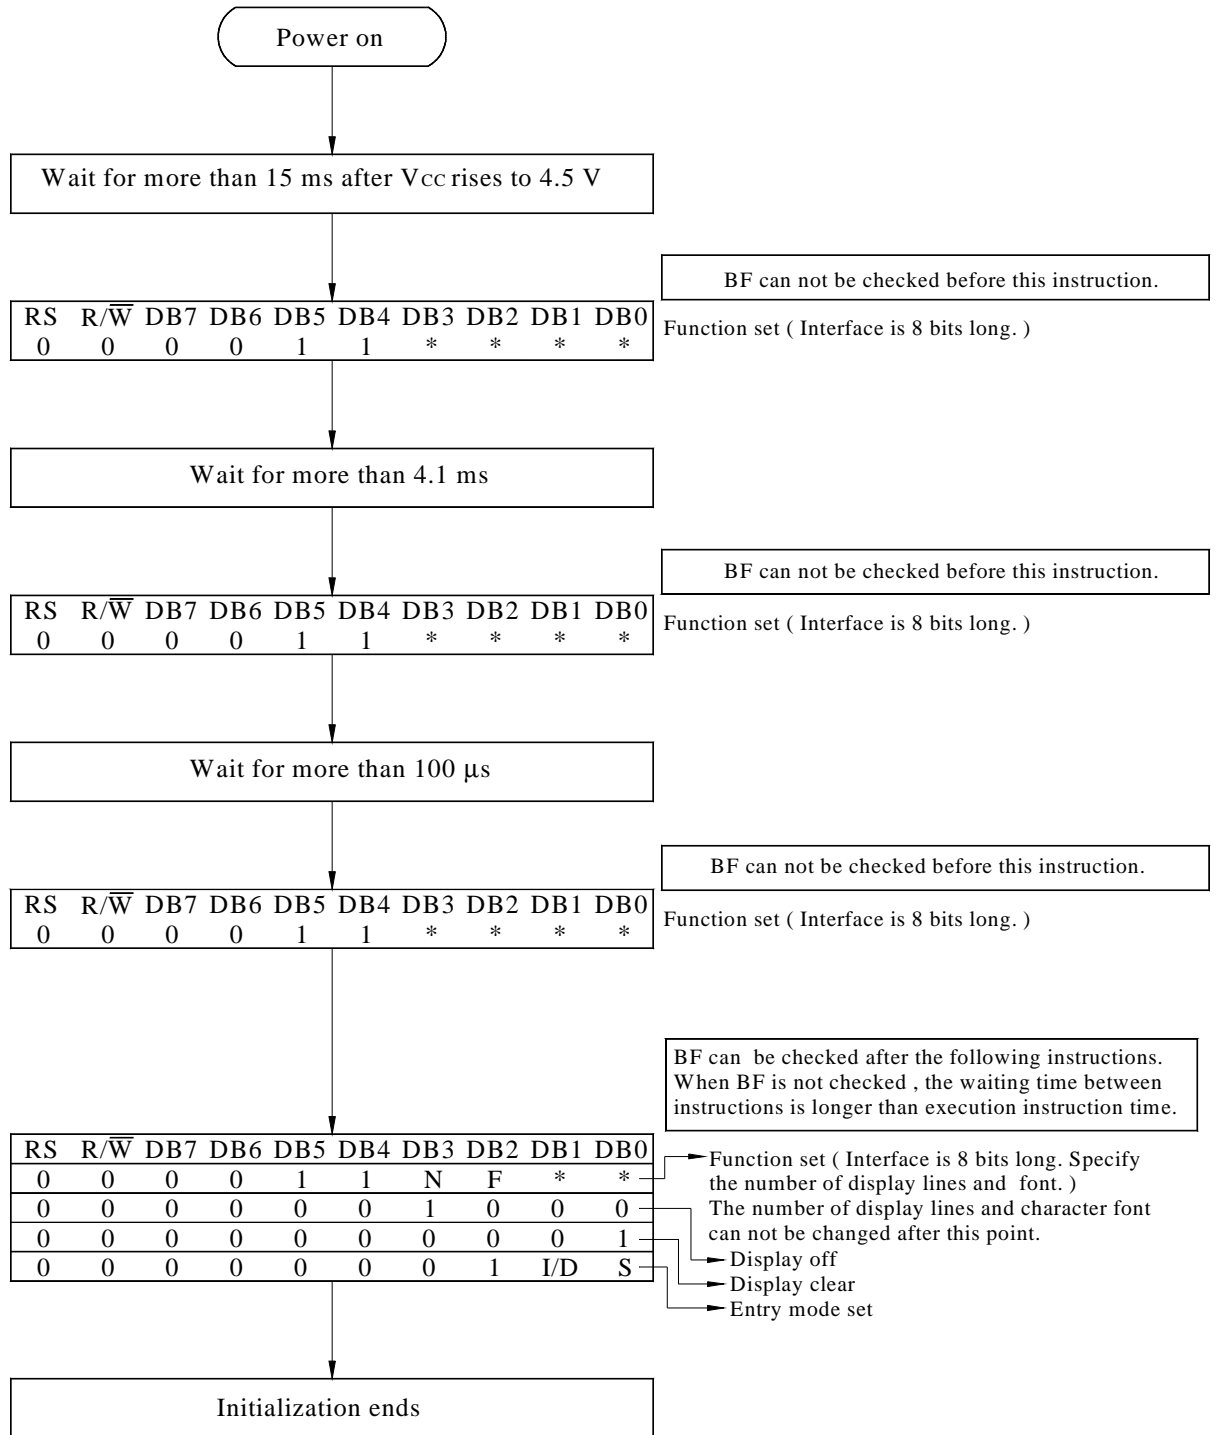 Power on
Wait for more than 15 ms after VCC rises to 4.5 V
BF can not be checked before this instruction.
RS R/W̅ DB7 DB6 DB5 DB4 DB3 DB2 DB1 DB0
0 0 0 0 1 1 * * * *
Function set ( Interface is 8 bits long. )
Wait for more than 4.1 ms
BF can not be checked before this instruction.
RS R/W̅ DB7 DB6 DB5 DB4 DB3 DB2 DB1 DB0
0 0 0 0 1 1 * * * *
Function set ( Interface is 8 bits long. )
Wait for more than 100 µs
BF can not be checked before this instruction.
RS R/W̅ DB7 DB6 DB5 DB4 DB3 DB2 DB1 DB0
0 0 0 0 1 1 * * * *
Function set ( Interface is 8 bits long. )
BF can be checked after the following instructions.
When BF is not checked , the waiting time between
instructions is longer than execution instruction time.
RS R/W̅ DB7 DB6 DB5 DB4 DB3 DB2 DB1 DB0
0 0 0 0 1 1 N F * *
0 0 0 0 0 0 1 0 0 0
0 0 0 0 0 0 0 0 0 1
0 0 0 0 0 0 0 1 I/D S
Function set ( Interface is 8 bits long. Specify
the number of display lines and font. )
The number of display lines and character font
can not be changed after this point.
Display off
Display clear
Entry mode set
Initialization ends